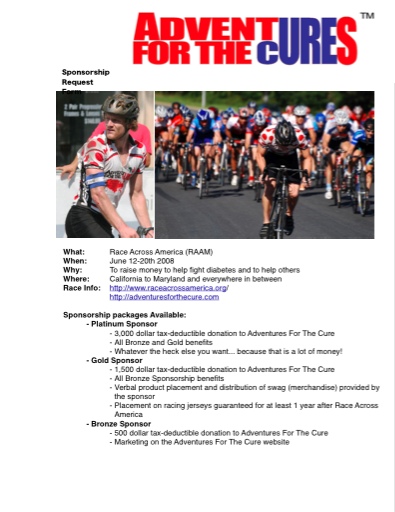 ADVENTURES
FOR THE CURES
TM
Sponsorship
Request
Form:
What: Race Across America (RAAM)
When: June 12-20th 2008
Why: To raise money to help fight diabetes and to help others
Where: California to Maryland and everywhere in between
Race Info: http://www.raceacrossamerica.org/
http://adventuresforthecure.com
Sponsorship packages Available:
- Platinum Sponsor
- 3,000 dollar tax-deductible donation to Adventures For The Cure
- All Bronze and Gold benefits
- Whatever the heck else you want... because that is a lot of money!
- Gold Sponsor
- 1,500 dollar tax-deductible donation to Adventures For The Cure
- All Bronze Sponsorship benefits
- Verbal product placement and distribution of swag (merchandise) provided by
the sponsor
- Placement on racing jerseys guaranteed for at least 1 year after Race Across
America
- Bronze Sponsor
- 500 dollar tax-deductible donation to Adventures For The Cure
- Marketing on the Adventures For The Cure website